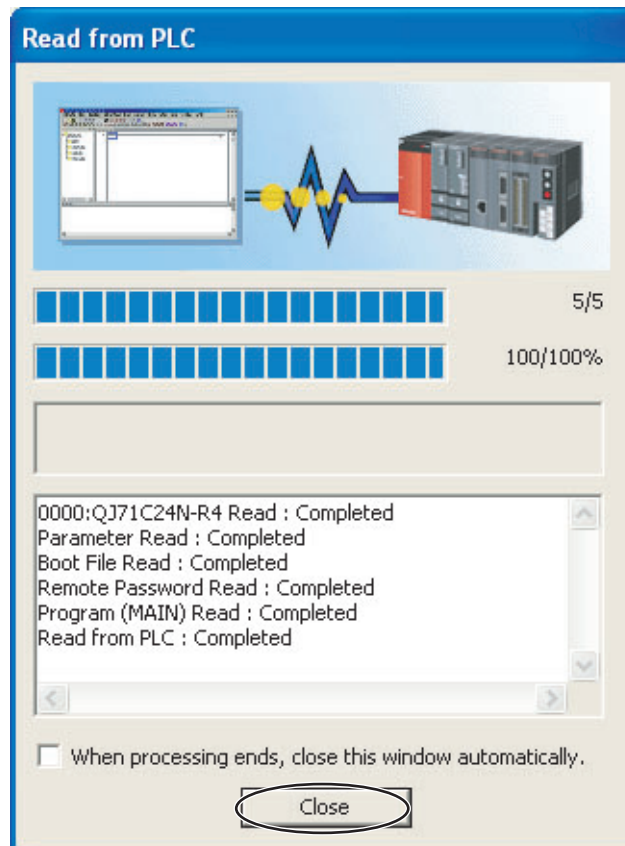 Read from PLC
5/5
100/100%
0000:QJ71C24N-R4 Read : Completed
Parameter Read : Completed
Boot File Read : Completed
Remote Password Read : Completed
Program (MAIN) Read : Completed
Read from PLC : Completed
When processing ends, close this window automatically.
Close